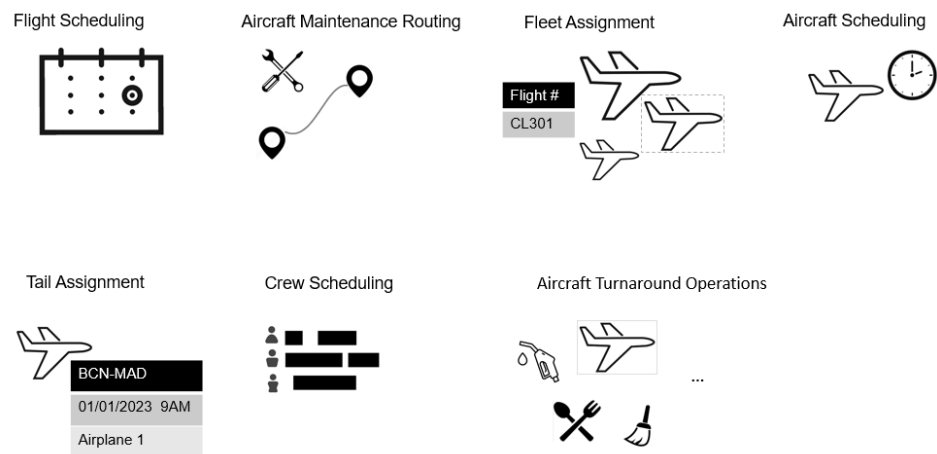 Flight Scheduling
Aircraft Maintenance Routing
Fleet Assignment
Aircraft Scheduling
Flight #
CL301
Tail Assignment
Crew Scheduling
Aircraft Turnaround Operations
BCN-MAD
01/01/2023 9AM
Airplane 1
...